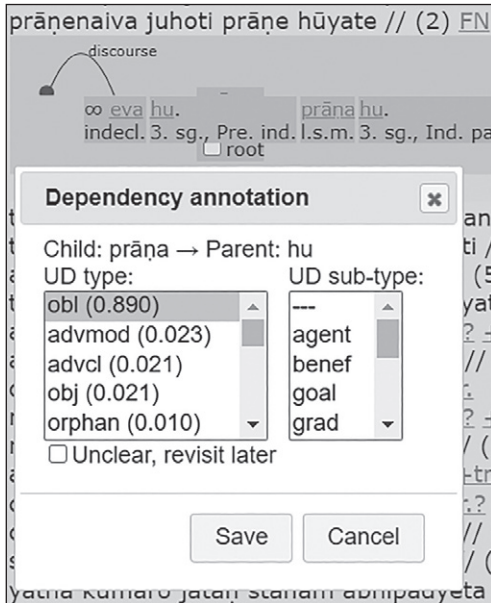 prāṇenaiva juhoti prāṇe hūyate // (2) FN
discourse
∞ eva hu. prāṇa hu.
indecl. 3. sg., Pre. ind. l.s.m. 3. sg., Ind. pa
root
Dependency annotation
Child: prāṇa → Parent: hu
UD type: UD sub-type:
obl (0.890) ---
advmod (0.023) agent
advcl (0.021) benef
obj (0.021) goal
orphan (0.010) grad
Unclear, revisit later
Save Cancel
yathā kumāro jātaḥ stanam abhipadyeta